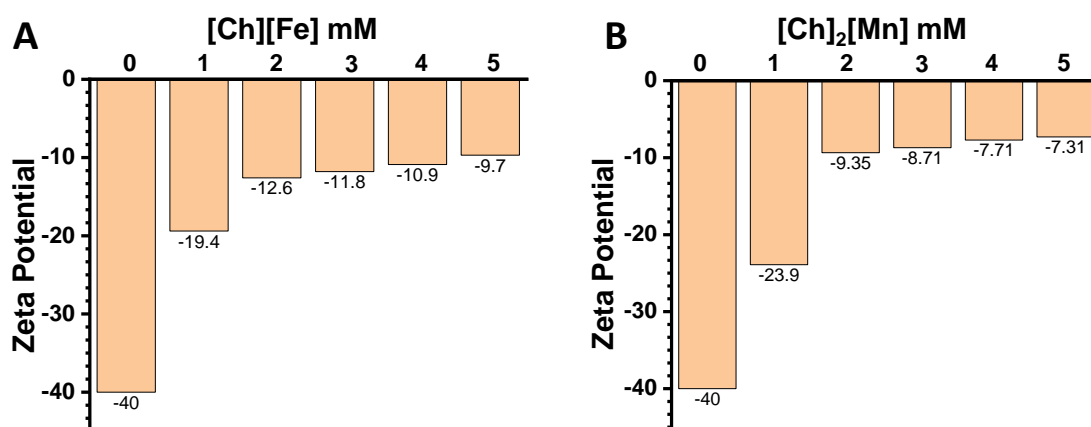 A
[Ch][Fe] mM
0 1 2 3 4 5
Zeta Potential
0
-10
-20
-30
-40
-40
-19.4
-12.6
-11.8
-10.9
-9.7
B
[Ch]₂[Mn] mM
0 1 2 3 4 5
Zeta Potential
0
-10
-20
-30
-40
-40
-23.9
-9.35
-8.71
-7.71
-7.31